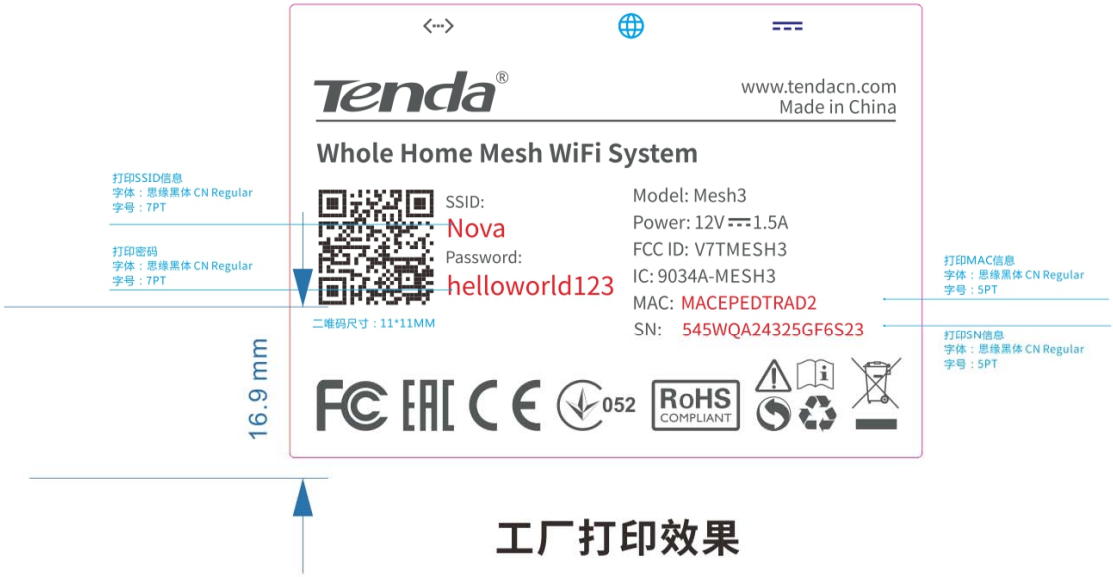 Tenda®
www.tendacn.com
Made in China
Whole Home Mesh WiFi System
打印SSID信息
字体：思缘黑体 CN Regular
字号：7PT
打印密码
字体：思缘黑体 CN Regular
字号：7PT
SSID:
Nova
Password:
helloworld123
二唯码尺寸：11*11MM
Model: Mesh3
Power: 12V⎓1.5A
FCC ID: V7TMESH3
IC: 9034A-MESH3
MAC: MACEPEDTRAD2
SN: 545WQA24325GF6S23
打印MAC信息
字体：思缘黑体 CN Regular
字号：5PT
打印SN信息
字体：思缘黑体 CN Regular
字号：5PT
16.9 mm
FC EAC CE 052 RoHS
COMPLIANT
工厂打印效果